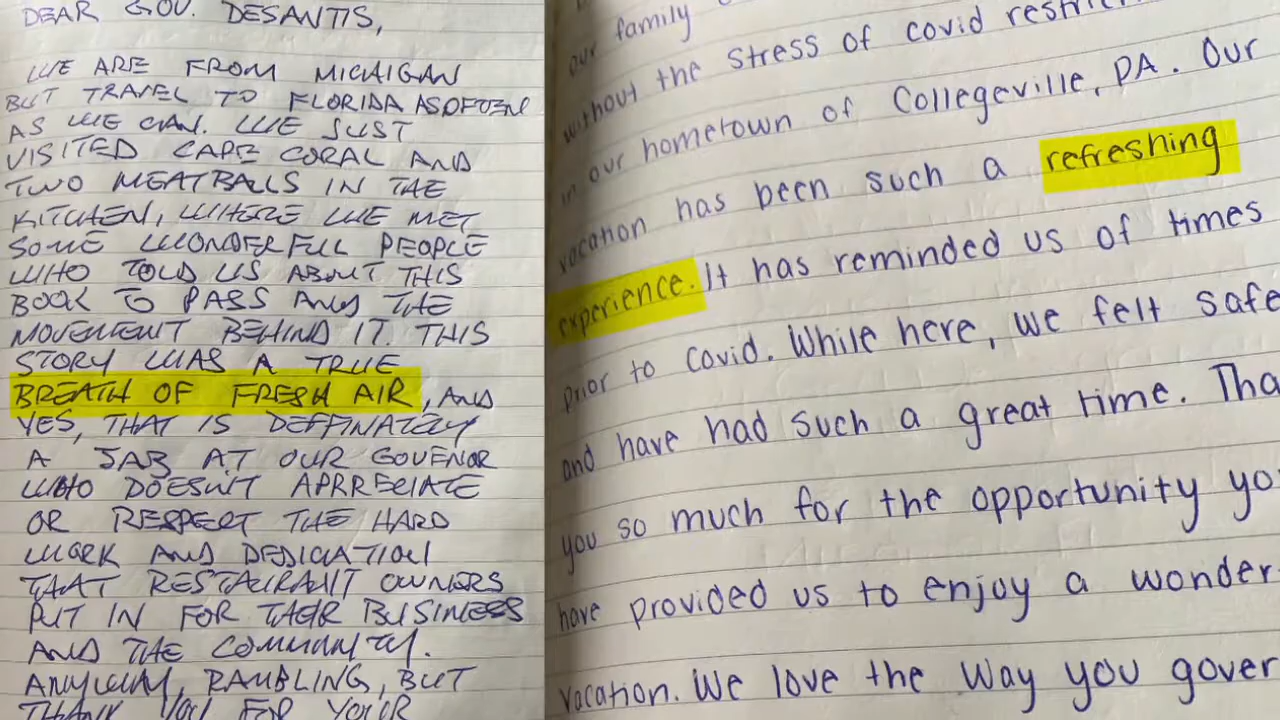 DEAR GOV. DESANTIS,
WE ARE FROM MICHIGAN
BUT TRAVEL TO FLORIDA AS OFTEN
AS WE CAN. WE JUST
VISITED CAPE CORAL AND
TWO MEATBALLS IN THE
KITCHEN, WHERE WE MET
SOME WONDERFULL PEOPLE
WHO TOLD US ABOUT THIS
BOOK TO PASS AND THE
MOVEMENT BEHIND IT. THIS
STORY WAS A TRUE
BREATH OF FRESH AIR, AND
YES, THAT IS DEFFINATELY
A JAB AT OUR GOVENOR
WHO DOESN'T APRRECIATE
OR RESPECT THE HARD
WORK AND DEDICATION
THAT RESTAURANT OWNERS
PUT IN FOR THEIR BUSINESS
AND THE COMMUNITY.
ANYWAY, RAMBLING, BUT
THANK YOU FOR YOUR
our family
without the stress of covid restric
in our hometown of Collegeville, PA. Our
vacation has been such a refreshing
experience. It has reminded us of times
prior to covid. While here, we felt safe
and have had such a great time. Tha
you so much for the opportunity yo
have provided us to enjoy a wonder
vacation. We love the way you gover